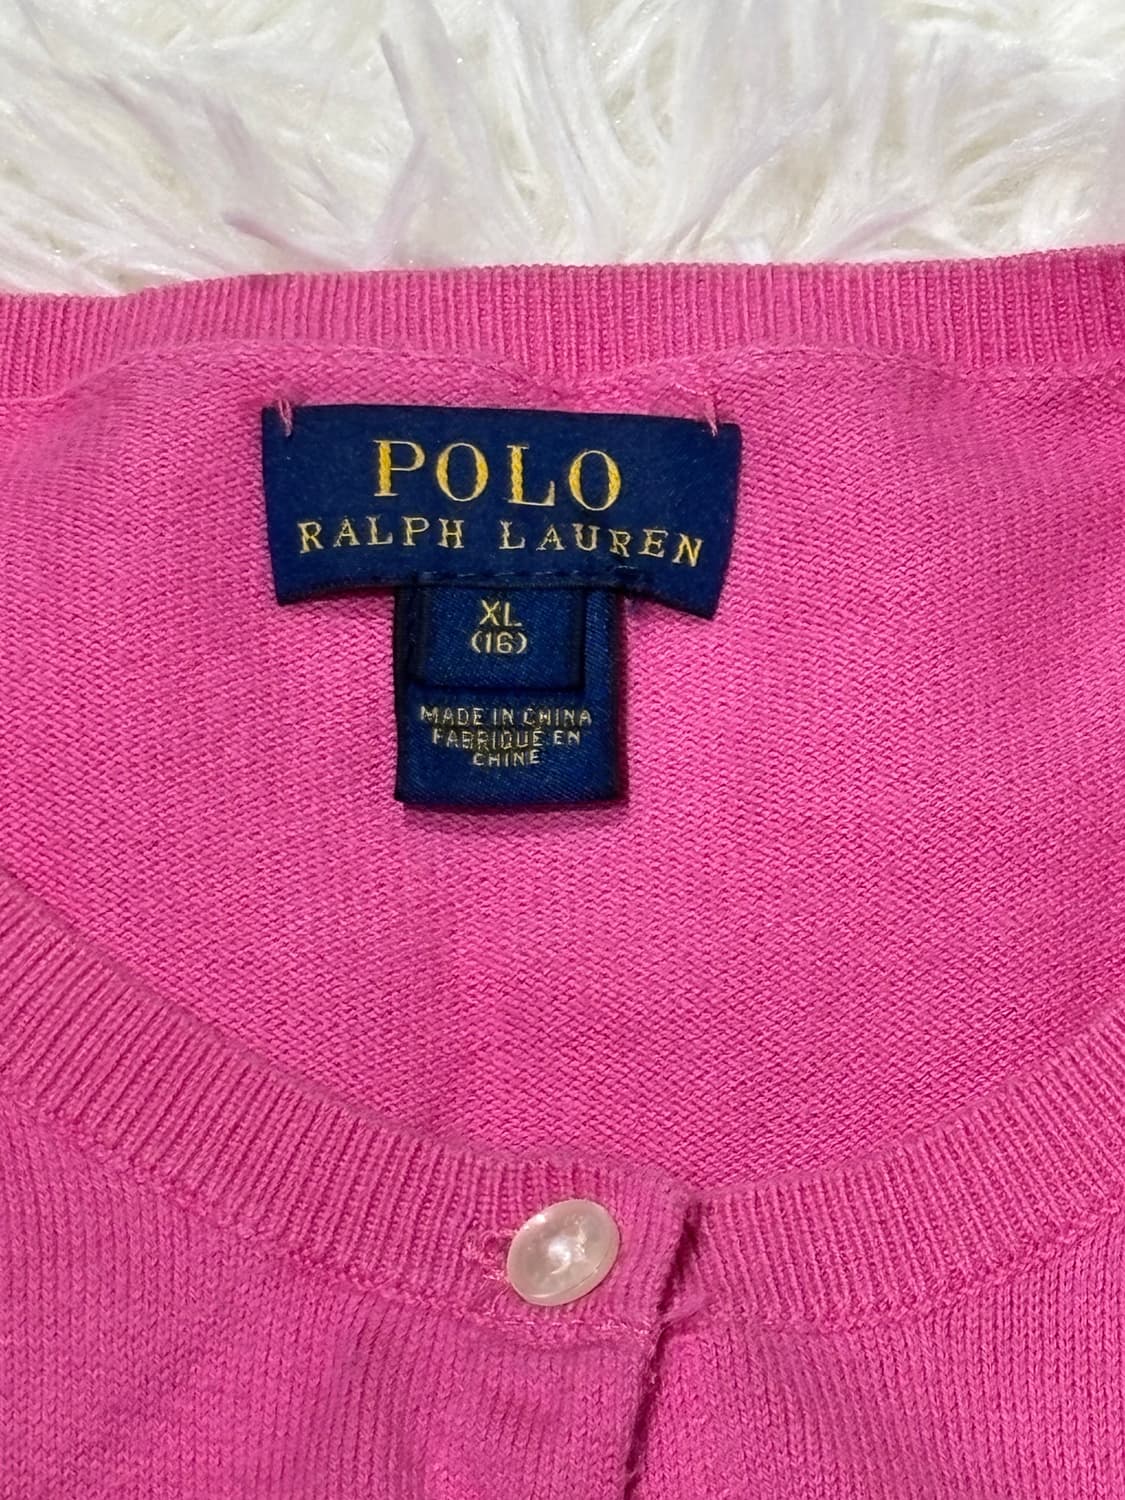 POLO
RALPH LAUREN
XL
(16)
MADE IN CHINA
FABRIQUÉ EN
CHINE